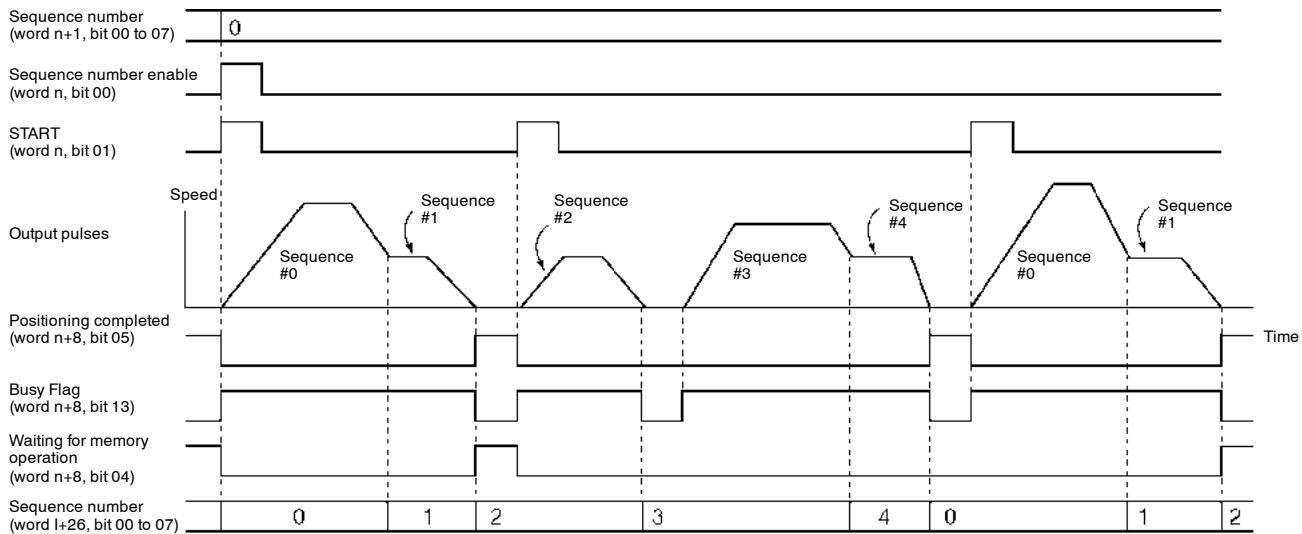 Sequence number
(word n+1, bit 00 to 07)
0
Sequence number enable
(word n, bit 00)
START
(word n, bit 01)
Speed
Output pulses
Sequence
#0
Sequence
#1
Sequence
#2
Sequence
#3
Sequence
#4
Sequence
#0
Sequence
#1
Positioning completed
(word n+8, bit 05)
Time
Busy Flag
(word n+8, bit 13)
Waiting for memory
operation
(word n+8, bit 04)
Sequence number
(word I+26, bit 00 to 07)
0 1 2 3 4 0 1 2